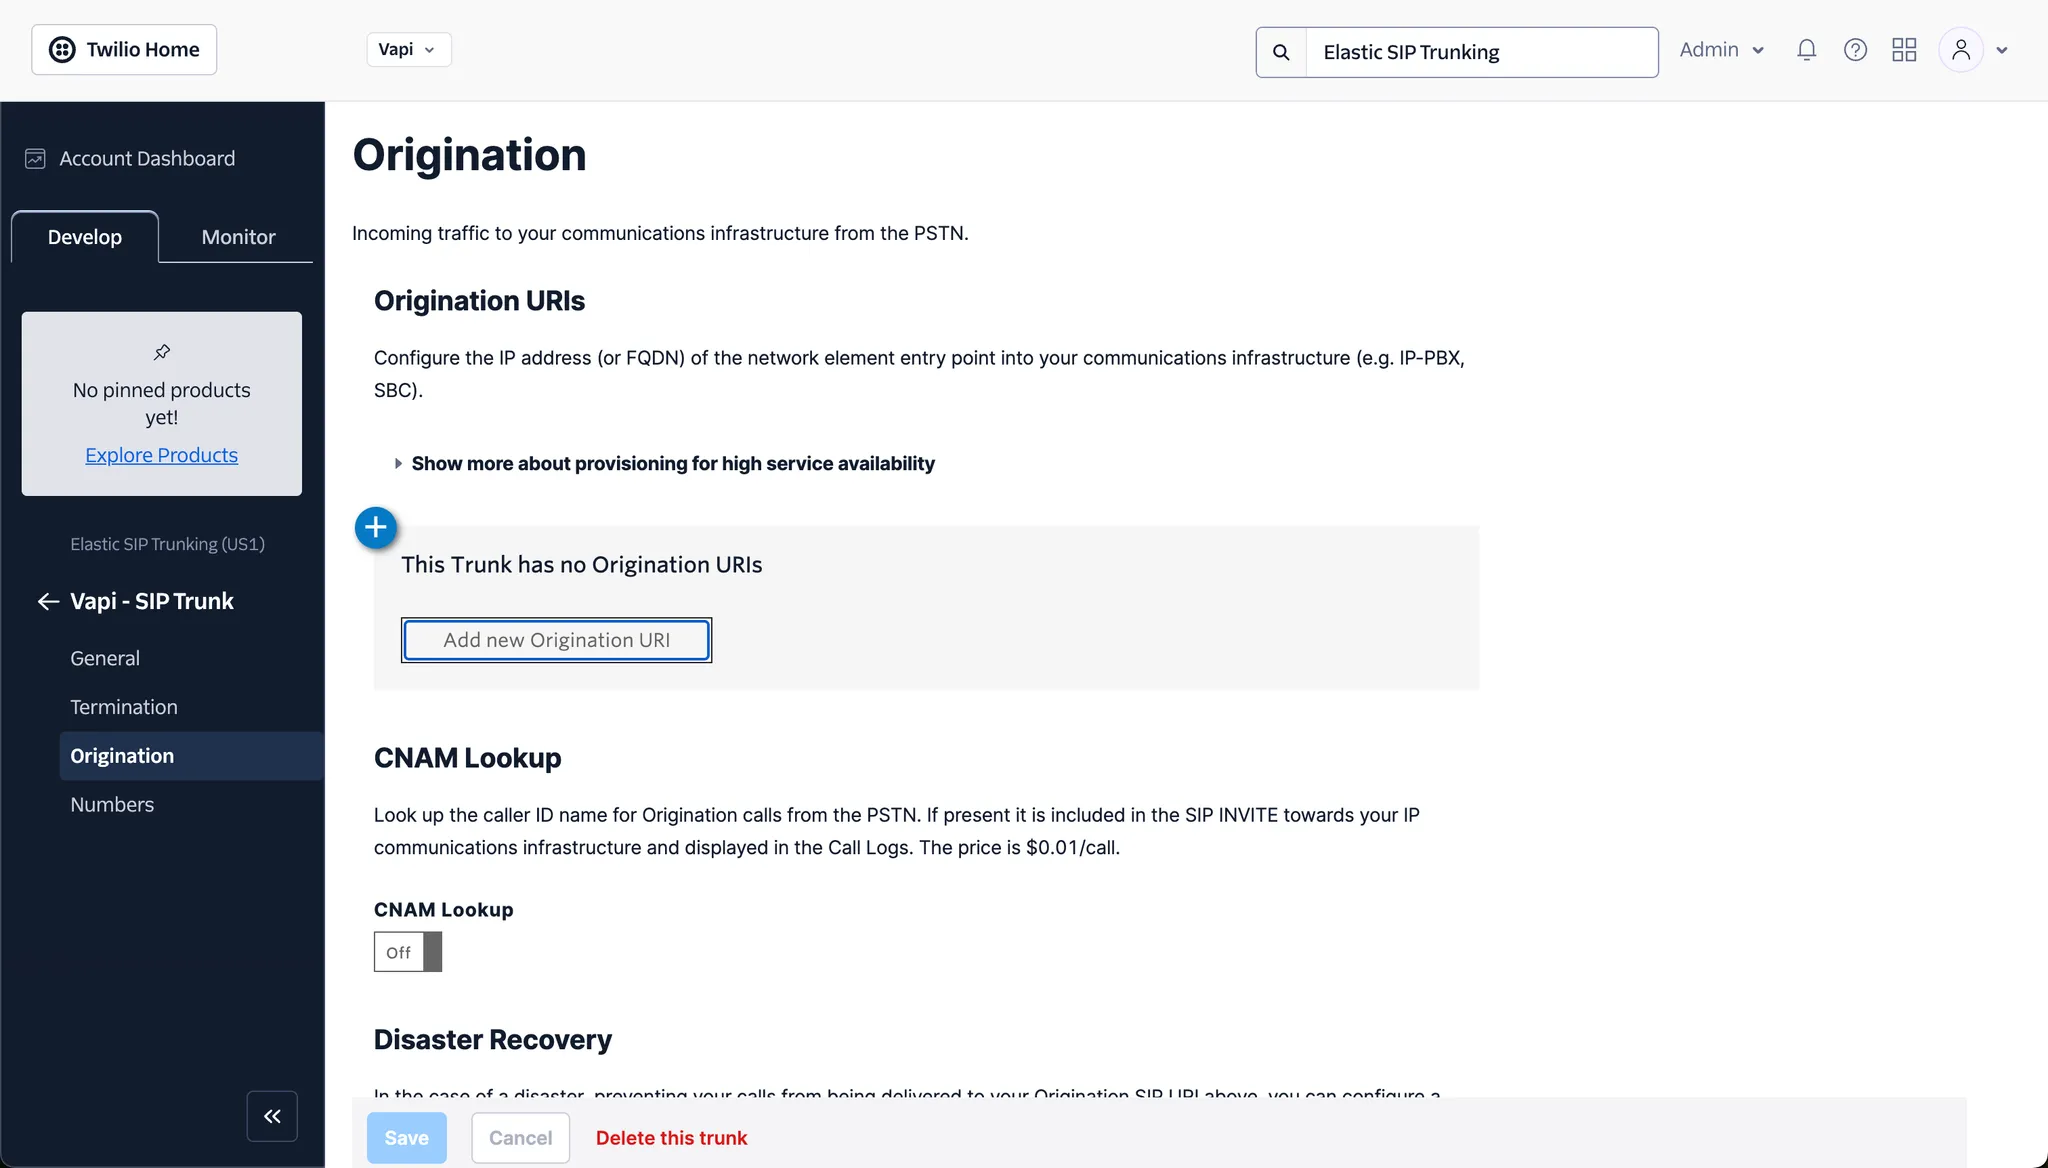 Twilio Home
Vapi
Elastic SIP Trunking
Admin
Account Dashboard
Develop
Monitor
No pinned products
yet!
Explore Products
Elastic SIP Trunking (US1)
Vapi - SIP Trunk
General
Termination
Origination
Numbers
Origination
Incoming traffic to your communications infrastructure from the PSTN.
Origination URIs
Configure the IP address (or FQDN) of the network element entry point into your communications infrastructure (e.g. IP-PBX,
SBC).
Show more about provisioning for high service availability
This Trunk has no Origination URIs
Add new Origination URI
CNAM Lookup
Look up the caller ID name for Origination calls from the PSTN. If present it is included in the SIP INVITE towards your IP
communications infrastructure and displayed in the Call Logs. The price is $0.01/call.
CNAM Lookup
Off
Disaster Recovery
In the case of a disaster, preventing your calls from being delivered to your Origination SIP URI above, you can configure a
Save
Cancel
Delete this trunk